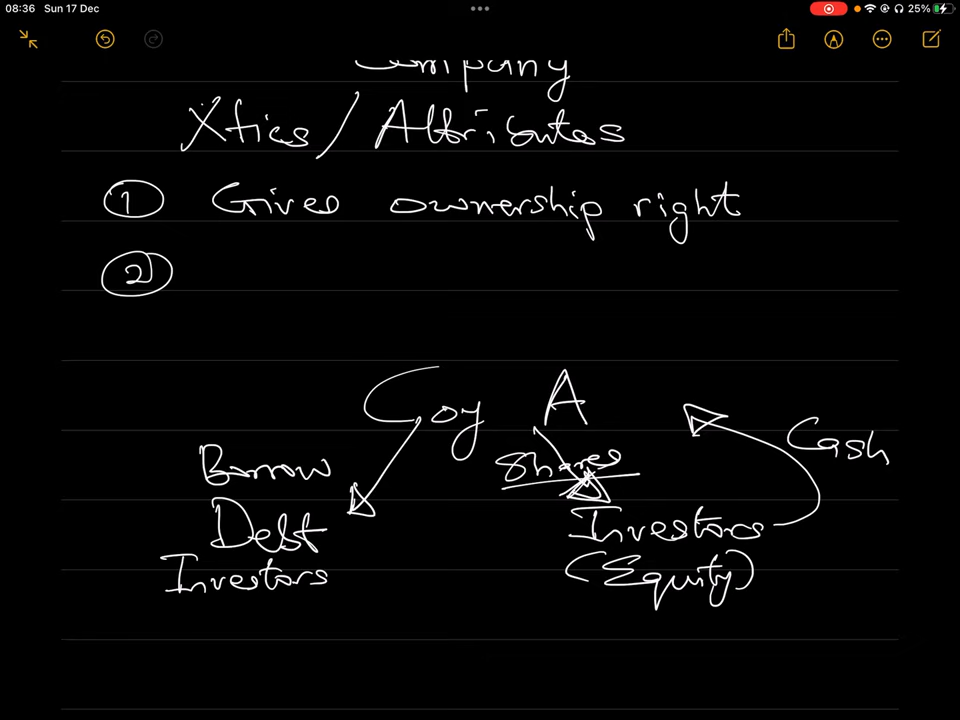 08:36 Sun 17 Dec
25%
Company
Xtics / Attributes
1 Gives ownership right
2
Coy A
Cash
Borrow
Shares
Debt
Investors
Investors
(Equity)